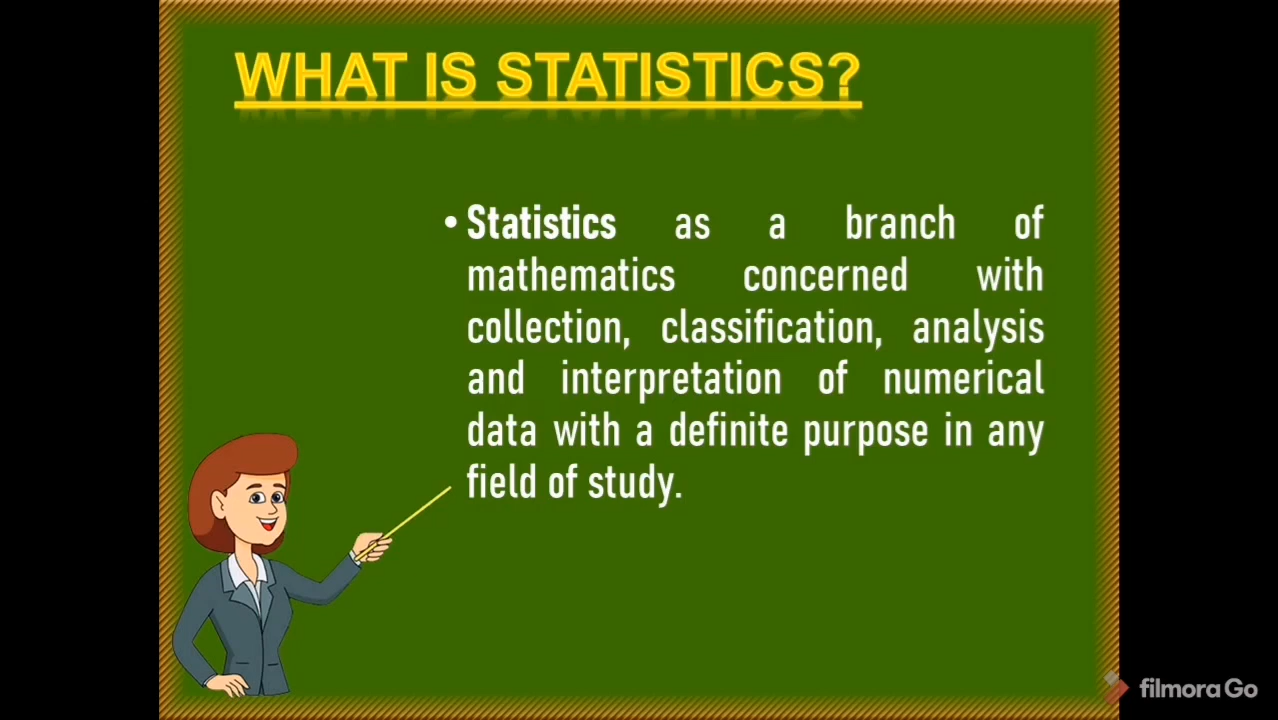 WHAT IS STATISTICS?
• Statistics as a branch of
mathematics concerned with
collection, classification, analysis
and interpretation of numerical
data with a definite purpose in any
field of study.
filmora Go